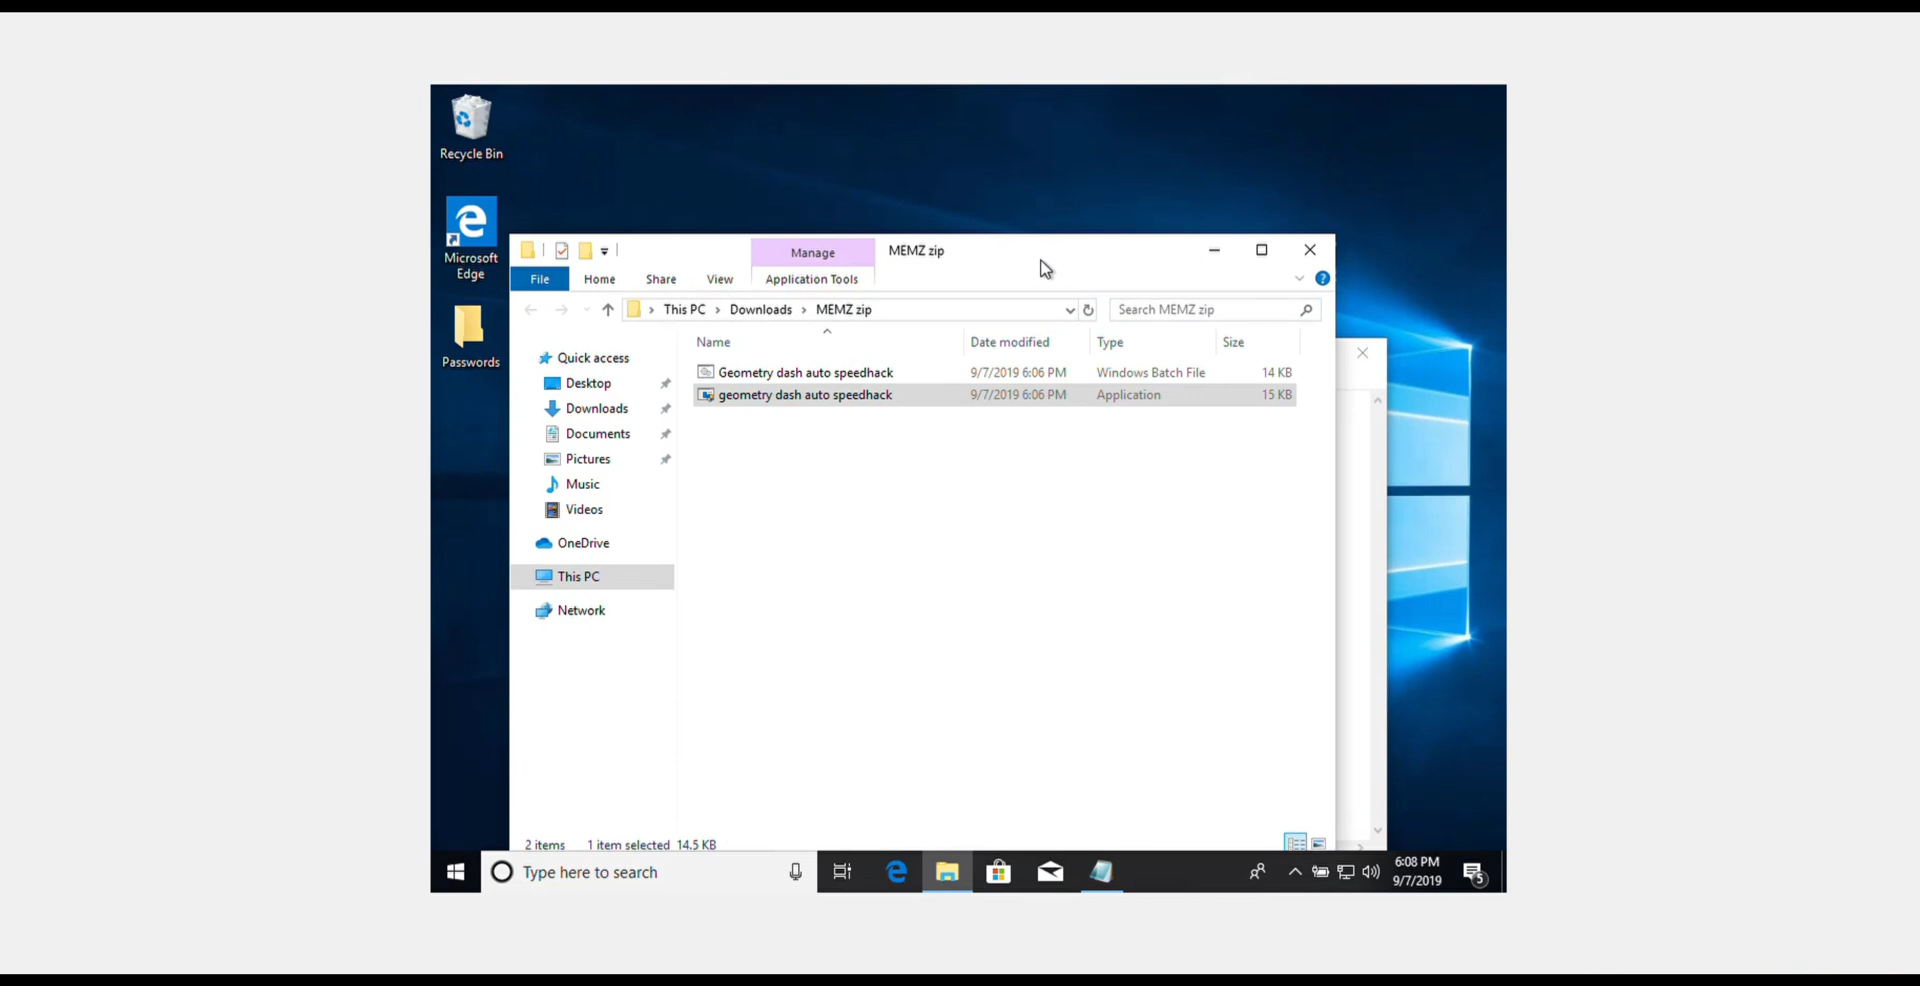 Recycle Bin
Microsoft
Edge
Passwords
Manage
MEMZ zip
File
Home
Share
View
Application Tools
This PC
Downloads
MEMZ zip
Search MEMZ zip
Name
Date modified
Type
Size
Geometry dash auto speedhack
9/7/2019 6:06 PM
Windows Batch File
14 KB
geometry dash auto speedhack
9/7/2019 6:06 PM
Application
15 KB
Quick access
Desktop
Downloads
Documents
Pictures
Music
Videos
OneDrive
This PC
Network
2 items
1 item selected 14.5 KB
Type here to search
6:08 PM
9/7/2019
5